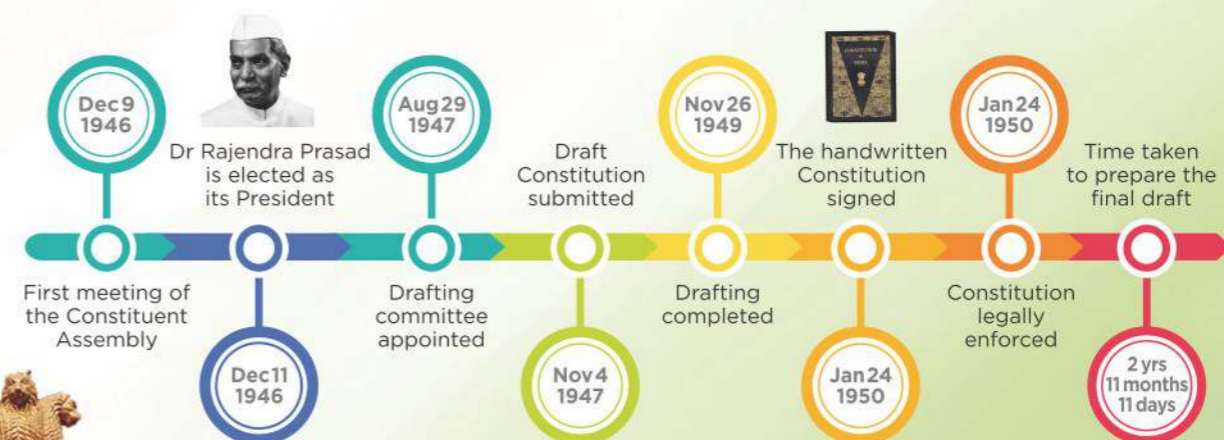 Dec 9
1946
First meeting of
the Constituent
Assembly
Dr Rajendra Prasad
is elected as
its President
Dec 11
1946
Aug 29
1947
Drafting
committee
appointed
Draft
Constitution
submitted
Nov 4
1947
Nov 26
1949
Drafting
completed
The handwritten
Constitution
signed
Jan 24
1950
Jan 24
1950
Constitution
legally
enforced
Time taken
to prepare the
final draft
2 yrs
11 months
11 days
CONSTITUTION
INDIA